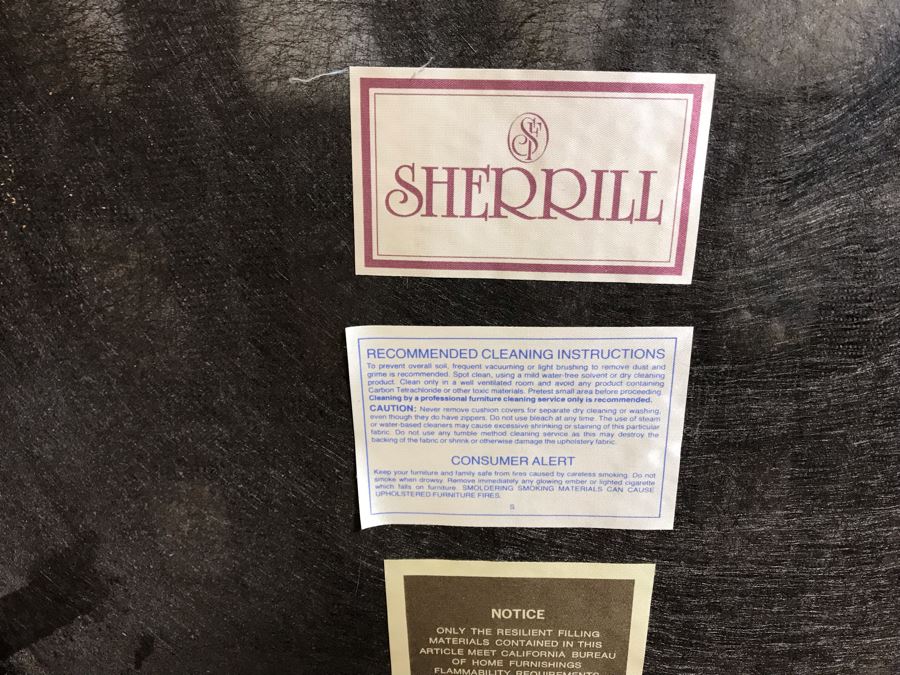 SHERRILL
RECOMMENDED CLEANING INSTRUCTIONS
To prevent overall soil, frequent vacuuming or light brushing to remove dust and
grime is recommended. Spot clean, using a mild water-free solvent or dry cleaning
product. Clean only in a well ventilated room and avoid any product containing
Carbon Tetrachloride or other toxic materials. Pretest small area before proceeding.
Cleaning by a professional furniture cleaning service only is recommended.
CAUTION: Never remove cushion covers for separate dry cleaning or washing,
even though they do have zippers. Do not use bleach at any time. The use of steam
or water-based cleaners may cause excessive shrinking or staining of this particular
fabric. Do not use any tumble method cleaning service as this may destroy the
backing of the fabric or shrink or otherwise damage the upholstery fabric.
CONSUMER ALERT
Keep your furniture and family safe from fires caused by careless smoking. Do not
smoke when drowsy. Remove immediately any glowing ember or lighted cigarette
which falls on furniture. SMOLDERING SMOKING MATERIALS CAN CAUSE
UPHOLSTERED FURNITURE FIRES.
S
NOTICE
ONLY THE RESILIENT FILLING
MATERIALS CONTAINED IN THIS
ARTICLE MEET CALIFORNIA BUREAU
OF HOME FURNISHINGS
FLAMMABILITY REQUIREMENTS